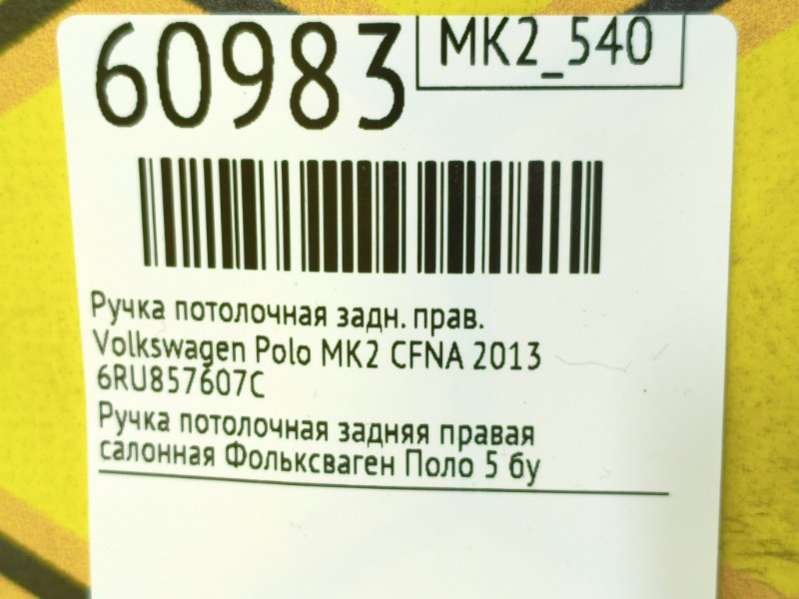 60983
MK2_540
Ручка потолочная задн. прав.
Volkswagen Polo MK2 CFNA 2013
6RU857607C
Ручка потолочная задняя правая
салонная Фольксваген Поло 5 бу